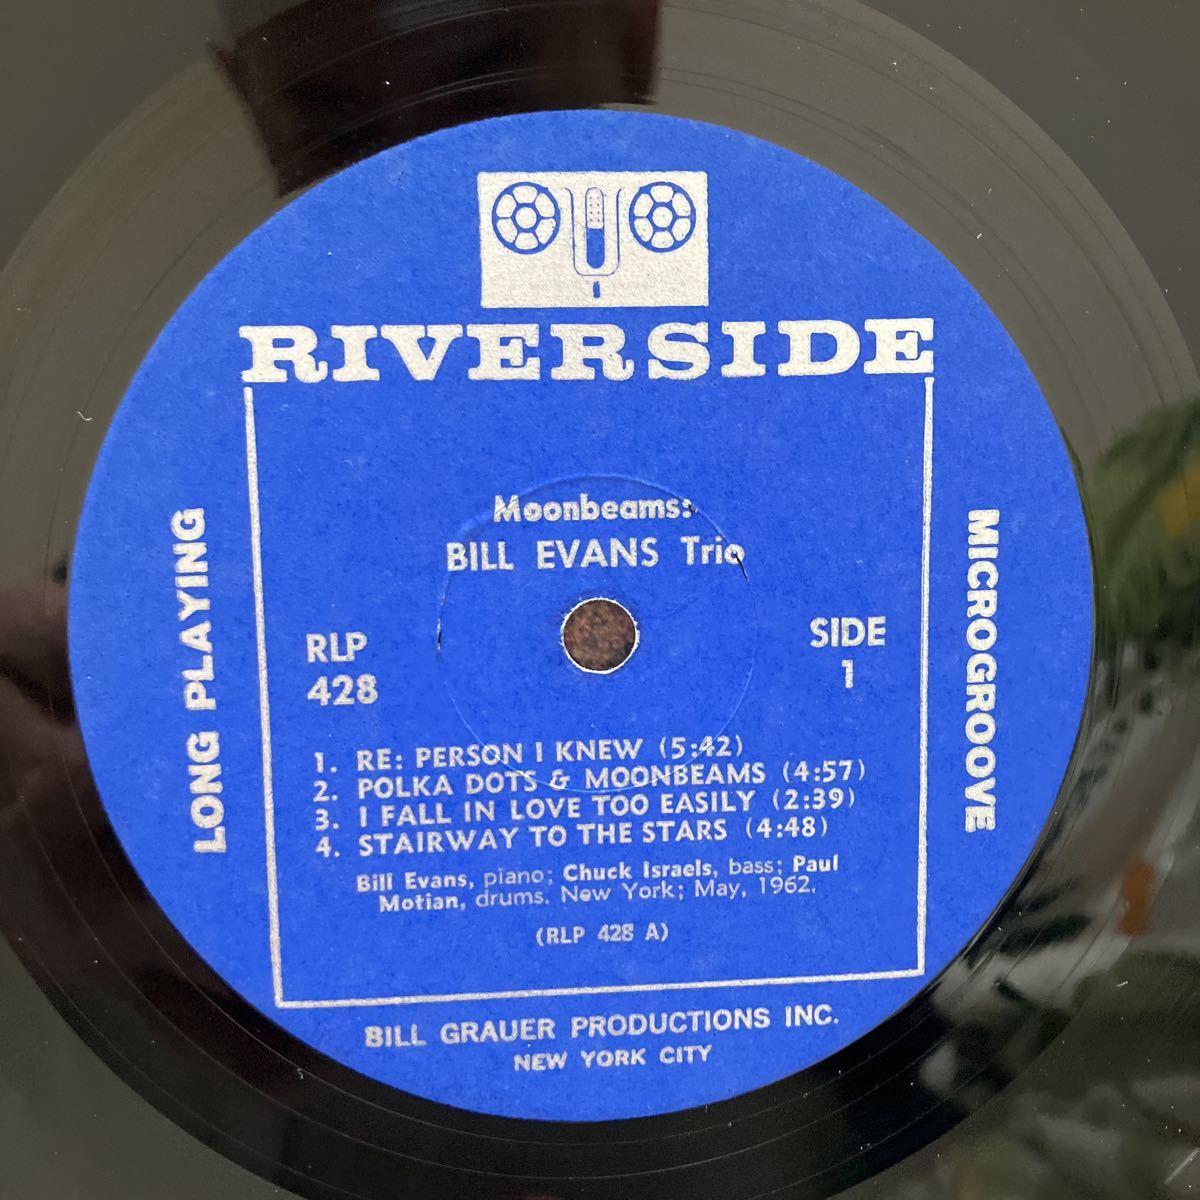 RIVERSIDE
Moonbeams:
BILL EVANS Trio
RLP
428
SIDE
1
LONG PLAYING
MICROGROOVE
1. RE: PERSON I KNEW (5:42)
2. POLKA DOTS & MOONBEAMS (4:57)
3. I FALL IN LOVE TOO EASILY (2:39)
4. STAIRWAY TO THE STARS (4:48)
Bill Evans, piano; Chuck Israels, bass; Paul
Motian, drums. New York; May, 1962.
(RLP 428 A)
BILL GRAUER PRODUCTIONS INC.
NEW YORK CITY